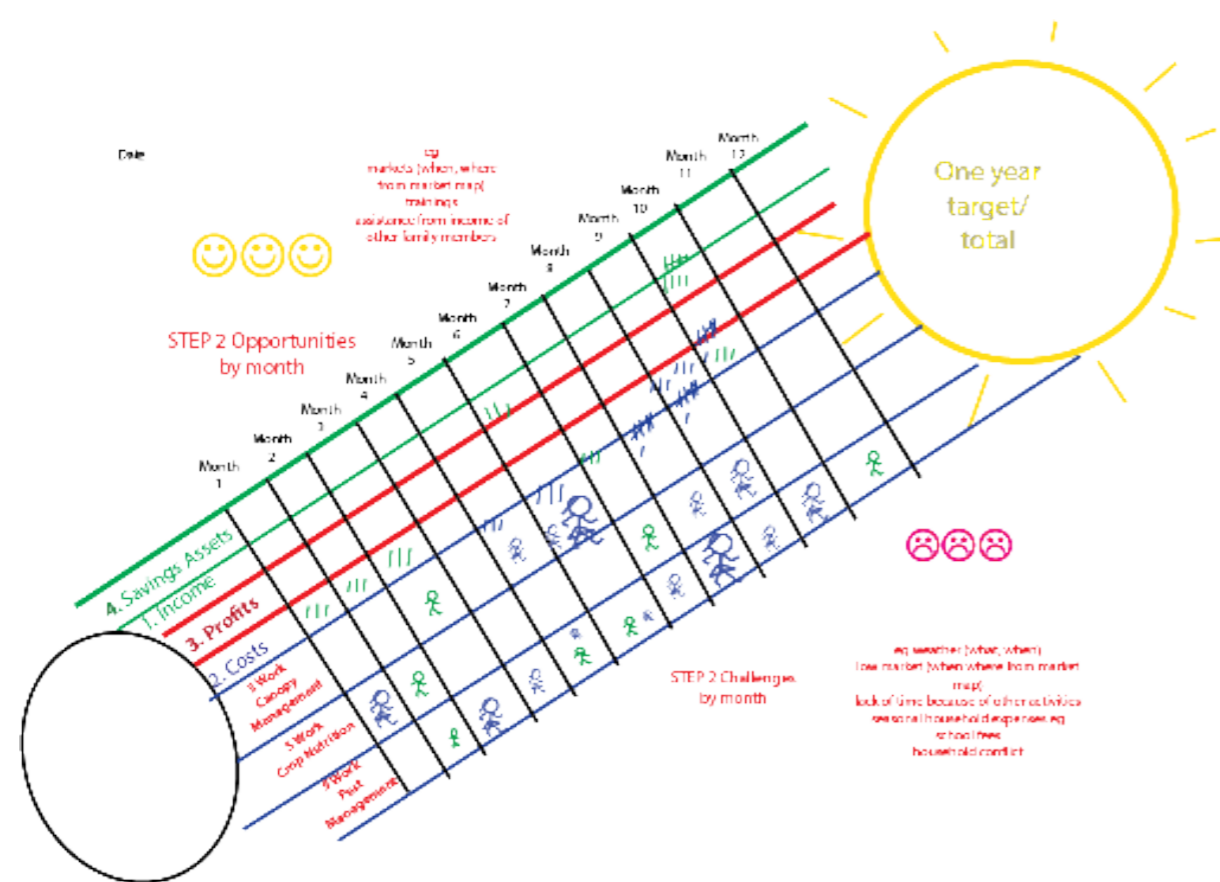 Date
eg
markets (when, where
from market map)
trainings
assistance from income of
other family members
STEP 2 Opportunities
by month
Month
1
Month
2
Month
3
Month
4
Month
5
Month
6
Month
7
Month
8
Month
9
Month
10
Month
11
Month
12
One year
target/
total
4. Savings Assets
1. Income
3. Profits
2. Costs
Work
Canopy
Management
5 Work
Crop Nutrition
5 Work
Pest
Management
STEP 2 Challenges
by month
eg weather (what, when)
low market (when where from market
map)
lack of time because of other activities
seasonal household expenses eg
school fees
household conflict